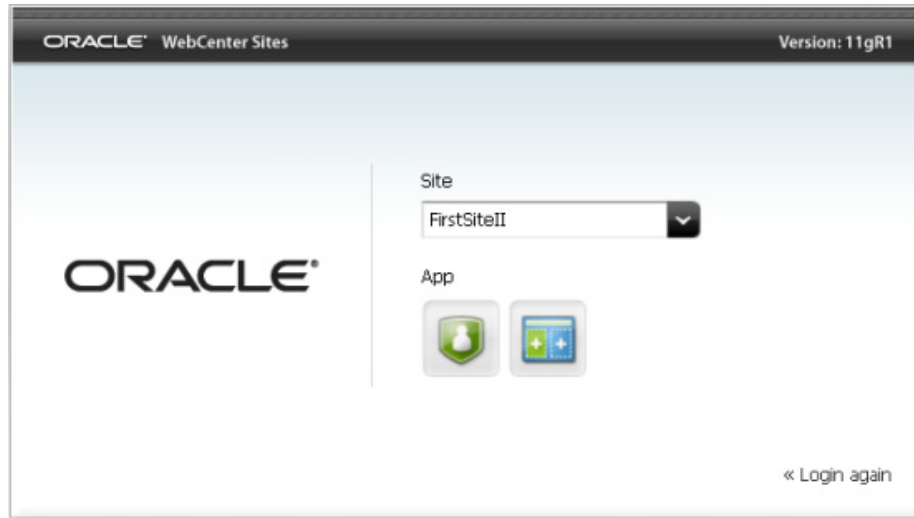 ORACLE WebCenter Sites Version: 11gR1
Site
FirstSiteII
ORACLE
App
« Login again